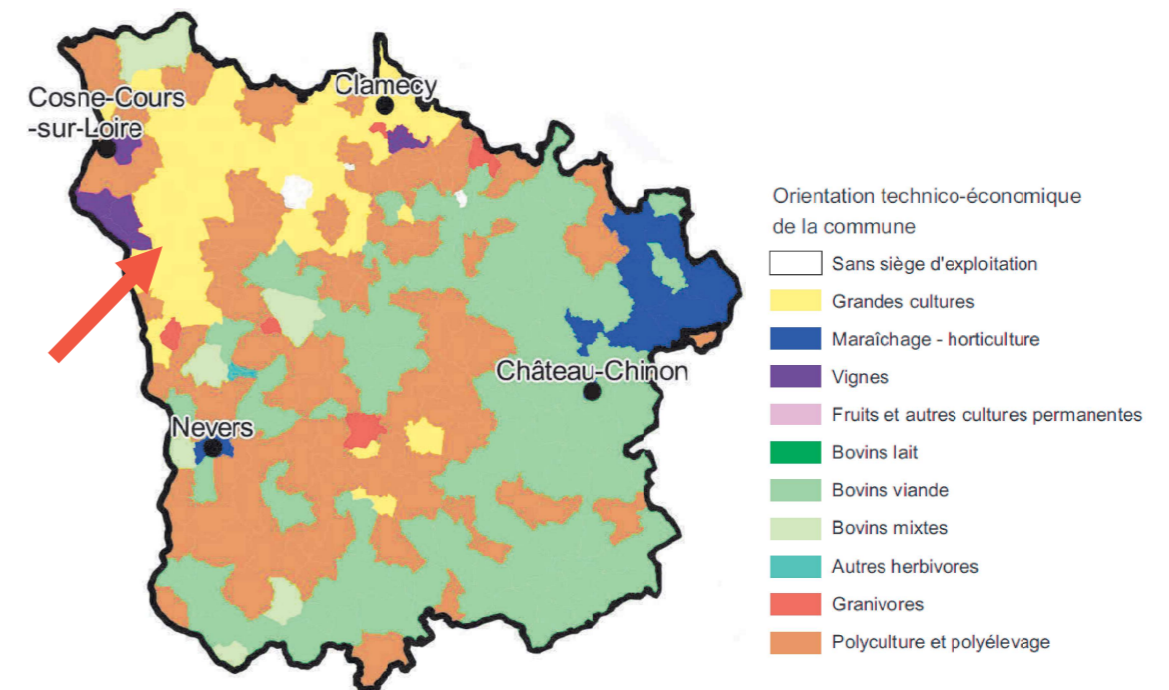 Clamecy
Cosne-Cours
-sur-Loire
Château-Chinon
Nevers
Orientation technico-économique
de la commune
Sans siège d'exploitation
Grandes cultures
Maraîchage - horticulture
Vignes
Fruits et autres cultures permanentes
Bovins lait
Bovins viande
Bovins mixtes
Autres herbivores
Granivores
Polyculture et polyélevage